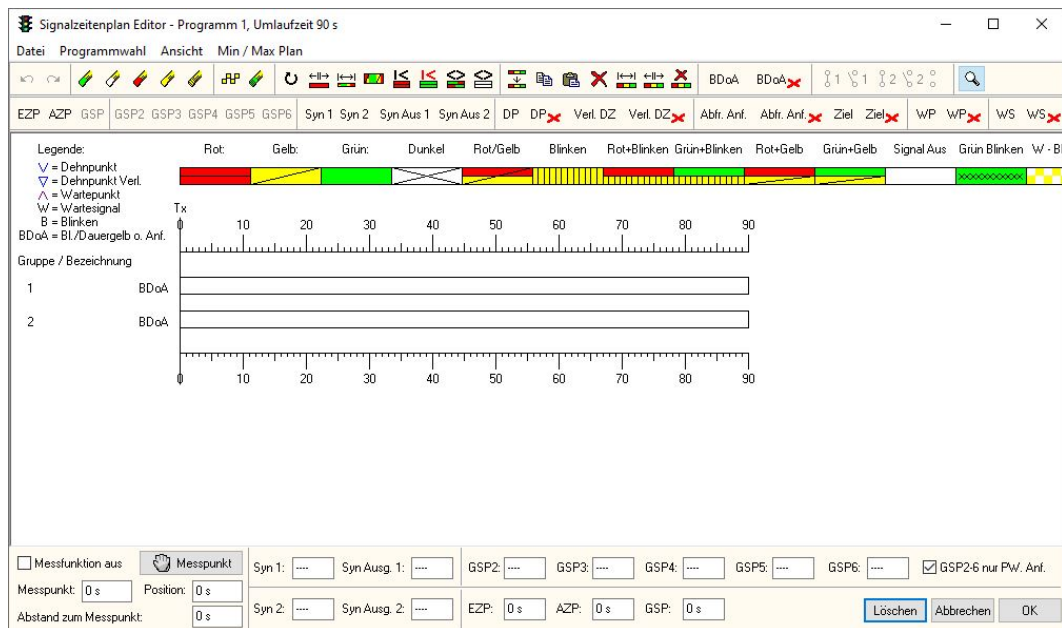 Signalzeitenplan Editor - Programm 1, Umlaufzeit 90 s
Datei Programmwahl Ansicht Min / Max Plan
BDoA BDoA 1 1 2 2
EZP AZP GSP GSP2 GSP3 GSP4 GSP5 GSP6 Syn 1 Syn 2 Syn Aus 1 Syn Aus 2 DP DP Verl. DZ Verl. DZ Abfr. Anf. Abfr. Anf. Ziel Ziel WP WP WS WS
Legende: Rot: Gelb: Grün: Dunkel Rot/Gelb Blinken Rot+Blinken Grün+Blinken Rot+Gelb Grün+Gelb Signal Aus Grün Blinken W - Bl
V = Dehnpunkt
∇ = Dehnpunkt Verl.
Λ = Wartepunkt
W = Wartesignal
B = Blinken
BDoA = Bl./Dauergelb o. Anf.
Tx
0 10 20 30 40 50 60 70 80 90
Gruppe / Bezeichnung
1 BDoA
2 BDoA
0 10 20 30 40 50 60 70 80 90
Messfunktion aus Messpunkt
Messpunkt: 0 s Position: 0 s
Abstand zum Messpunkt: 0 s
Syn 1: ---- Syn Ausg. 1: ---- GSP2: ---- GSP3: ---- GSP4: ---- GSP5: ---- GSP6: ---- GSP2-6 nur PW. Anf.
Syn 2: ---- Syn Ausg. 2: ---- EZP: 0 s AZP: 0 s GSP: 0 s Löschen Abbrechen OK